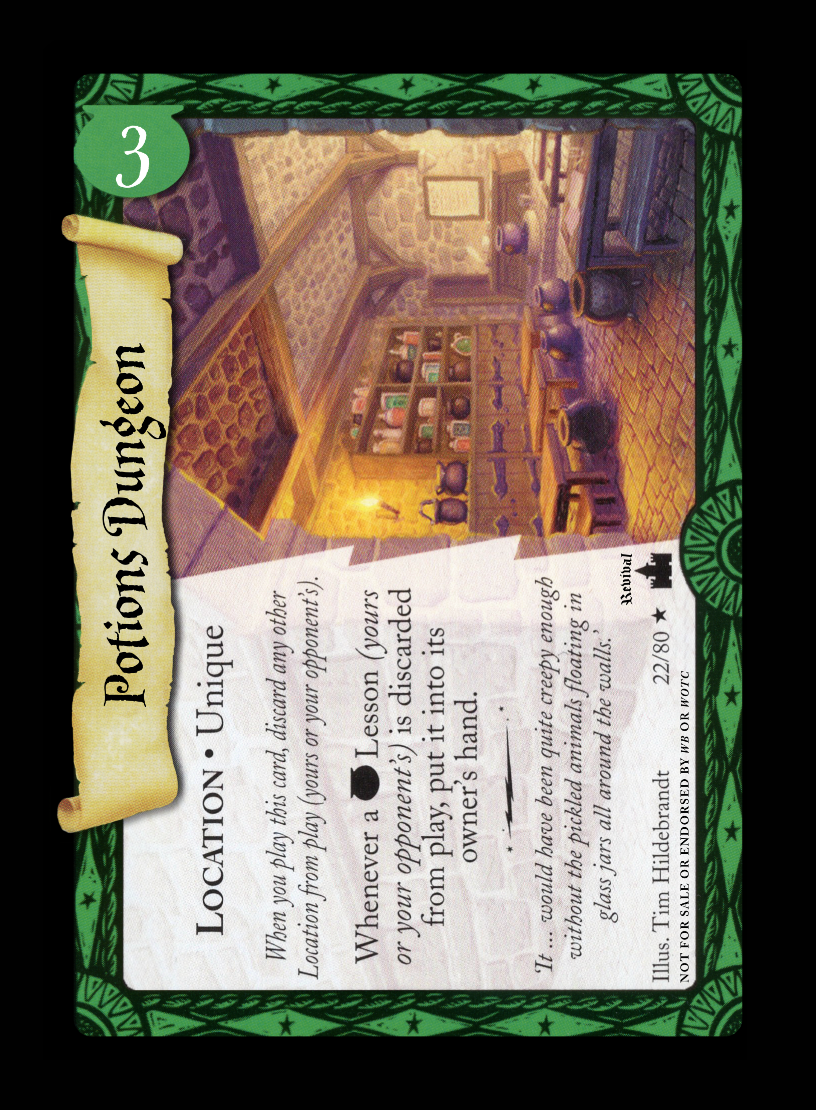 3
Potions Dungeon
LOCATION • Unique
When you play this card, discard any other
Location from play (yours or your opponent's).
Whenever a Lesson (yours
or your opponent's) is discarded
from play, put it into its
owner's hand.
'It ... would have been quite creepy enough
without the pickled animals floating in
glass jars all around the walls.'
Revival
Illus. Tim Hildebrandt 22/80 ★
NOT FOR SALE OR ENDORSED BY WB OR WOTC